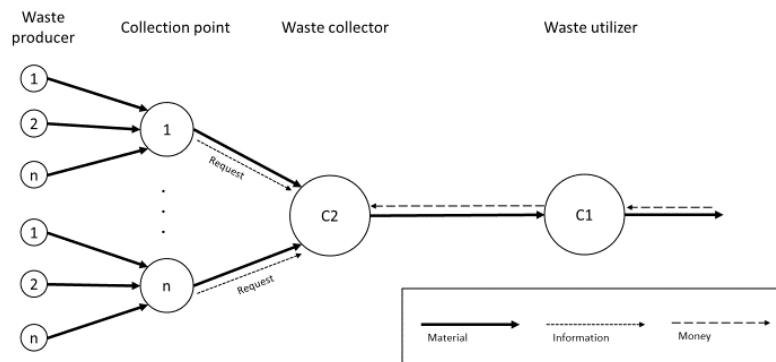 Waste
producer
Collection point
Waste collector
Waste utilizer
1
2
n
1
Request
.
.
.
C2
C1
1
2
n
n
Request
Material
Information
Money